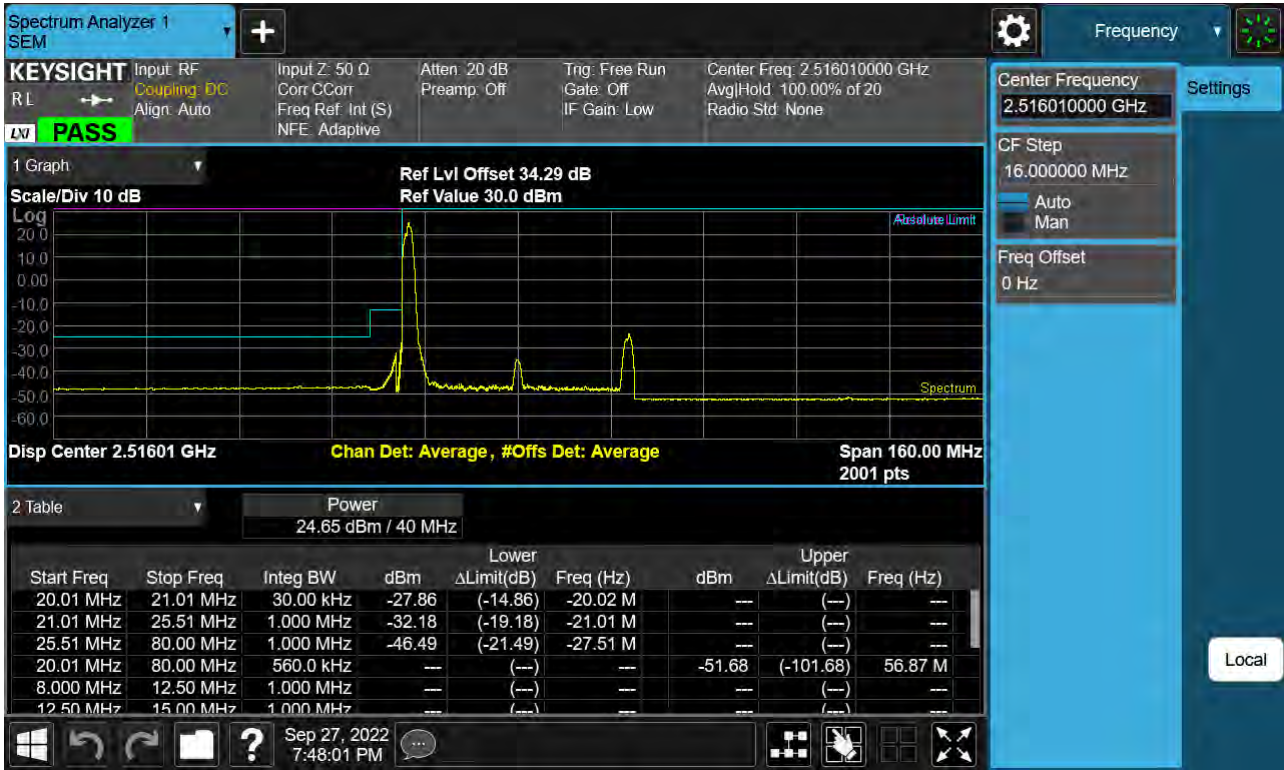 Spectrum Analyzer 1
SEM
Frequency
KEYSIGHT
RL
LXI
PASS
Input: RF
Coupling: DC
Align: Auto
Input Z: 50 Ω
Corr CCorr
Freq Ref: Int (S)
NFE: Adaptive
Atten: 20 dB
Preamp: Off
Trig: Free Run
Gate: Off
IF Gain: Low
Center Freq: 2.516010000 GHz
Avg|Hold: 100.00% of 20
Radio Std: None
Center Frequency
2.516010000 GHz
Settings
CF Step
16.000000 MHz
Auto
Man
Freq Offset
0 Hz
1 Graph
Ref Lvl Offset 34.29 dB
Scale/Div 10 dB
Ref Value 30.0 dBm
Log
Limit
20.0
10.0
0.00
-10.0
-20.0
-30.0
-40.0
-50.0
-60.0
Spectrum
Disp Center 2.51601 GHz
Chan Det: Average, #Offs Det: Average
Span 160.00 MHz
2001 pts
2 Table
Power
24.65 dBm / 40 MHz
Lower Upper
Start Freq Stop Freq Integ BW dBm ΔLimit(dB) Freq (Hz) dBm ΔLimit(dB) Freq (Hz)
20.01 MHz 21.01 MHz 30.00 kHz -27.86 (-14.86) -20.02 M --- (---) ---
21.01 MHz 25.51 MHz 1.000 MHz -32.18 (-19.18) -21.01 M --- (---) ---
25.51 MHz 80.00 MHz 1.000 MHz -46.49 (-21.49) -27.51 M --- (---) ---
20.01 MHz 80.00 MHz 560.0 kHz --- (---) --- -51.68 (-101.68) 56.87 M
8.000 MHz 12.50 MHz 1.000 MHz --- (---) --- --- (---) ---
12.50 MHz 15.00 MHz 1.000 MHz --- (---) --- --- (---) ---
Local
Sep 27, 2022
7:48:01 PM